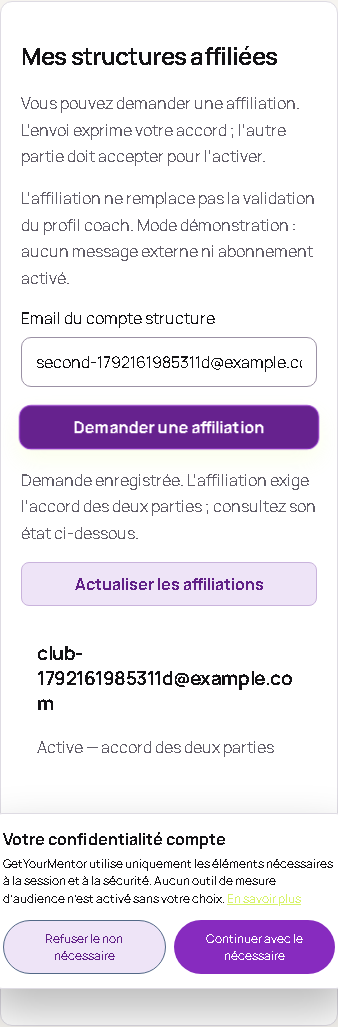 Mes structures affiliées
Vous pouvez demander une affiliation.
L'envoi exprime votre accord ; l'autre
partie doit accepter pour l'activer.
L'affiliation ne remplace pas la validation
du profil coach. Mode démonstration :
aucun message externe ni abonnement
activé.
Email du compte structure
second-1792161985311d@example.cc
Demander une affiliation
Demande enregistrée. L'affiliation exige
l'accord des deux parties ; consultez son
état ci-dessous.
Actualiser les affiliations
club-
1792161985311d@example.co
m
Active — accord des deux parties
Votre confidentialité compte
GetYourMentor utilise uniquement les éléments nécessaires
à la session et à la sécurité. Aucun outil de mesure
d'audience n'est activé sans votre choix. En savoir plus
Refuser le non
nécessaire
Continuer avec le
nécessaire